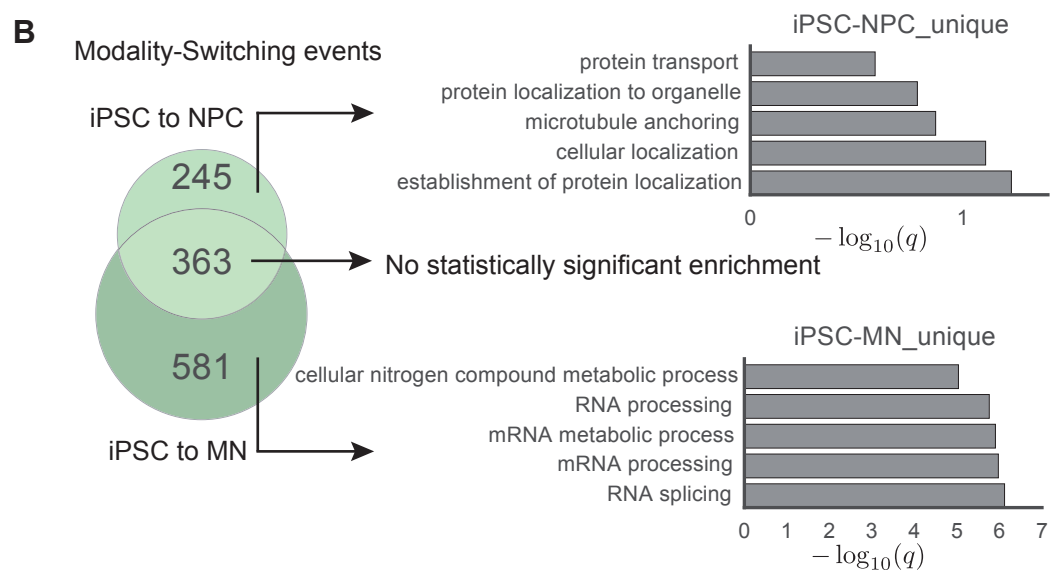 B
Modality-Switching events
iPSC to NPC
245
363
581
iPSC to MN
iPSC-NPC_unique
protein transport
protein localization to organelle
microtubule anchoring
cellular localization
establishment of protein localization
0 1
− log10(q)
No statistically significant enrichment
iPSC-MN_unique
cellular nitrogen compound metabolic process
RNA processing
mRNA metabolic process
mRNA processing
RNA splicing
0 1 2 3 4 5 6 7
− log10(q)